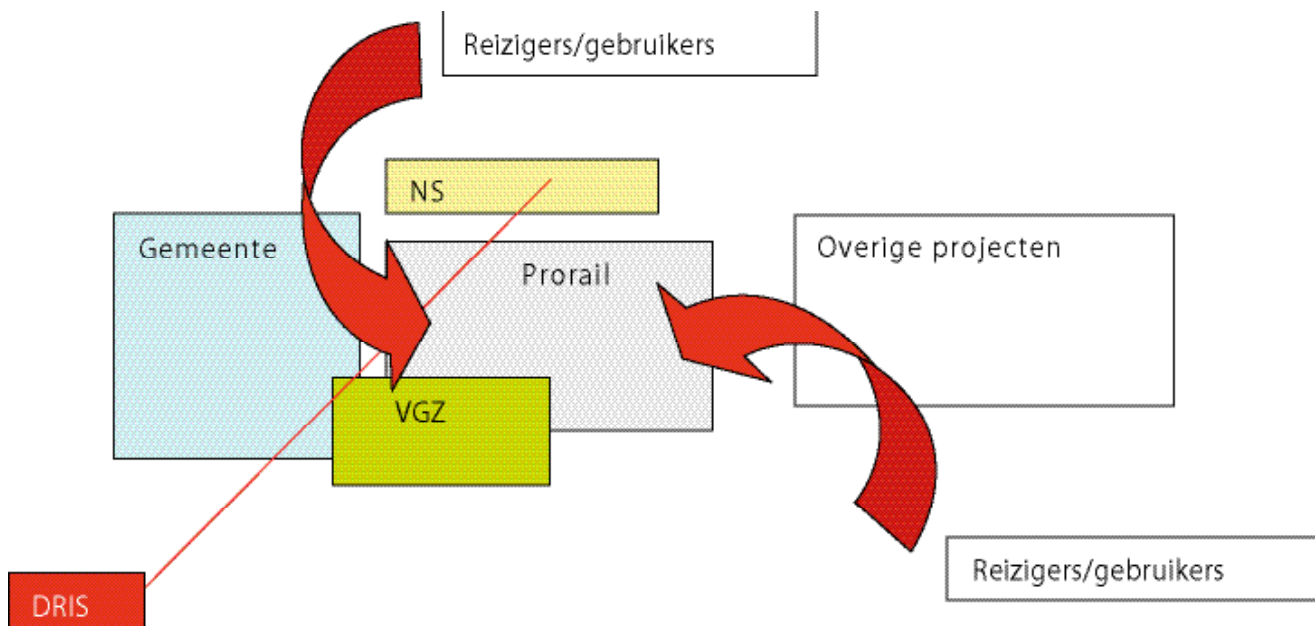 Reizigers/gebruikers
NS
Gemeente
Prorail
Overige projecten
VGZ
Reizigers/gebruikers
DRIS